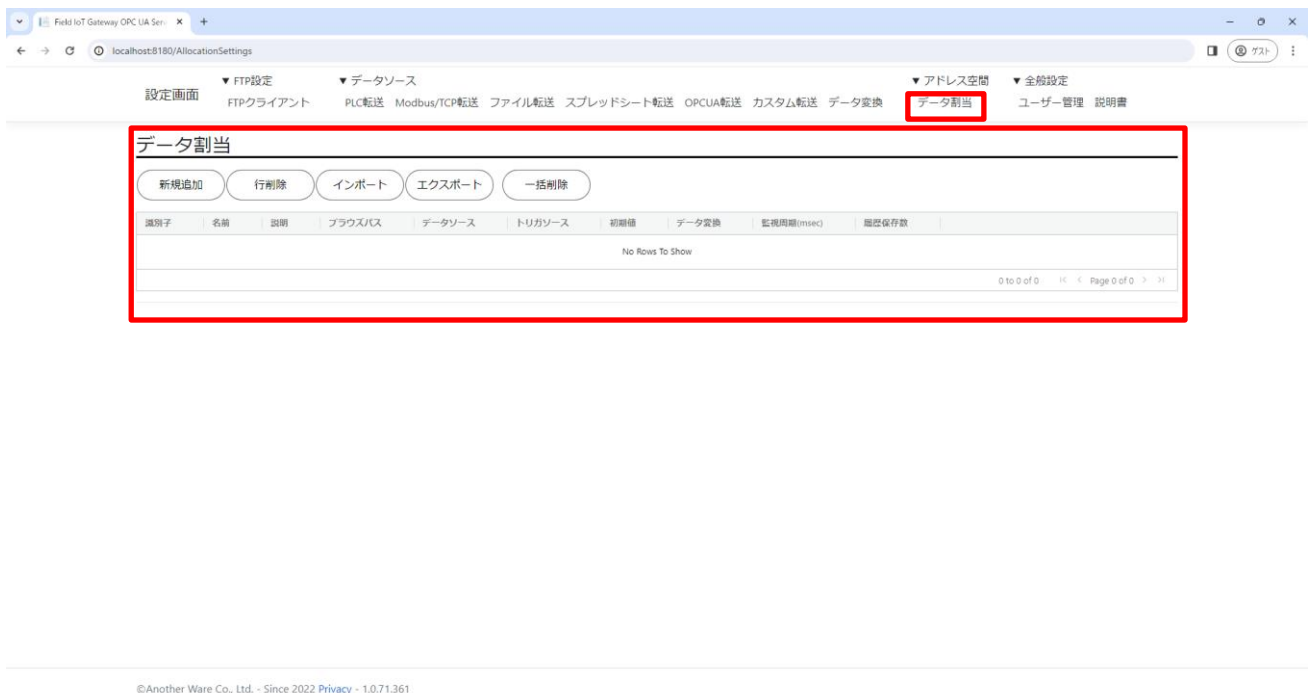 Field IoT Gateway OPC UA Ser
localhost:8180/AllocationSettings
ゲスト
設定画面
▼ FTP設定
FTPクライアント
▼ データソース
PLC転送 Modbus/TCP転送 ファイル転送 スプレッドシート転送 OPCUA転送 カスタム転送 データ変換
▼ アドレス空間
データ割当
▼ 全般設定
ユーザー管理 説明書
データ割当
新規追加 行削除 インポート エクスポート 一括削除
識別子 名前 説明 ブラウズパス データソース トリガソース 初期値 データ変換 監視周期(msec) 履歴保存数
No Rows To Show
0 to 0 of 0 Page 0 of 0
©Another Ware Co., Ltd. - Since 2022 Privacy - 1.0.71.361